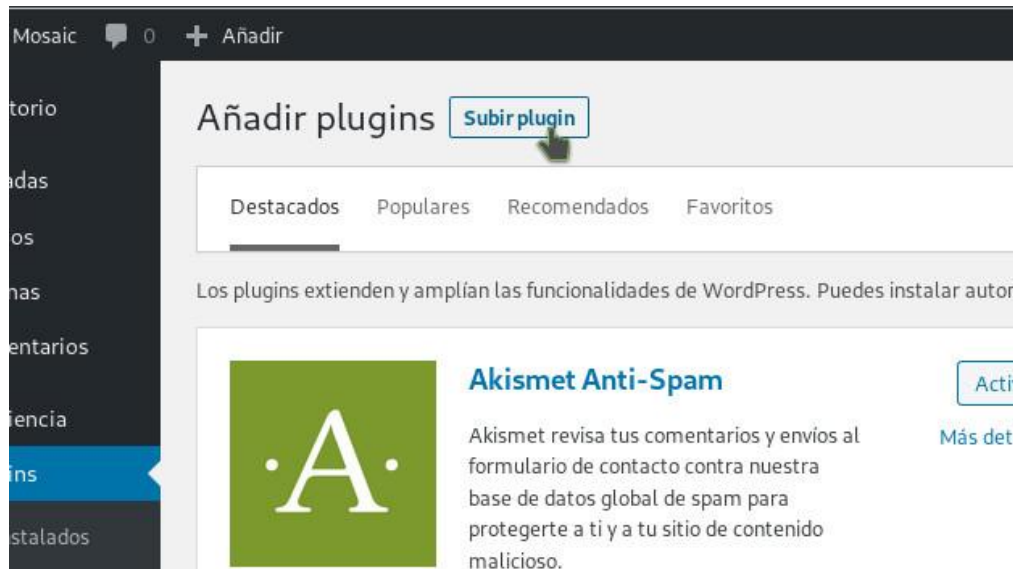 Mosaic 0 + Añadir
torio
adas
os
nas
entarios
iencia
ins
stalados
Añadir plugins Subir plugin
Destacados Populares Recomendados Favoritos
Los plugins extienden y amplían las funcionalidades de WordPress. Puedes instalar autor
·A·
Akismet Anti-Spam
Acti
Más det
Akismet revisa tus comentarios y envíos al
formulario de contacto contra nuestra
base de datos global de spam para
protegerte a ti y a tu sitio de contenido
malicioso.